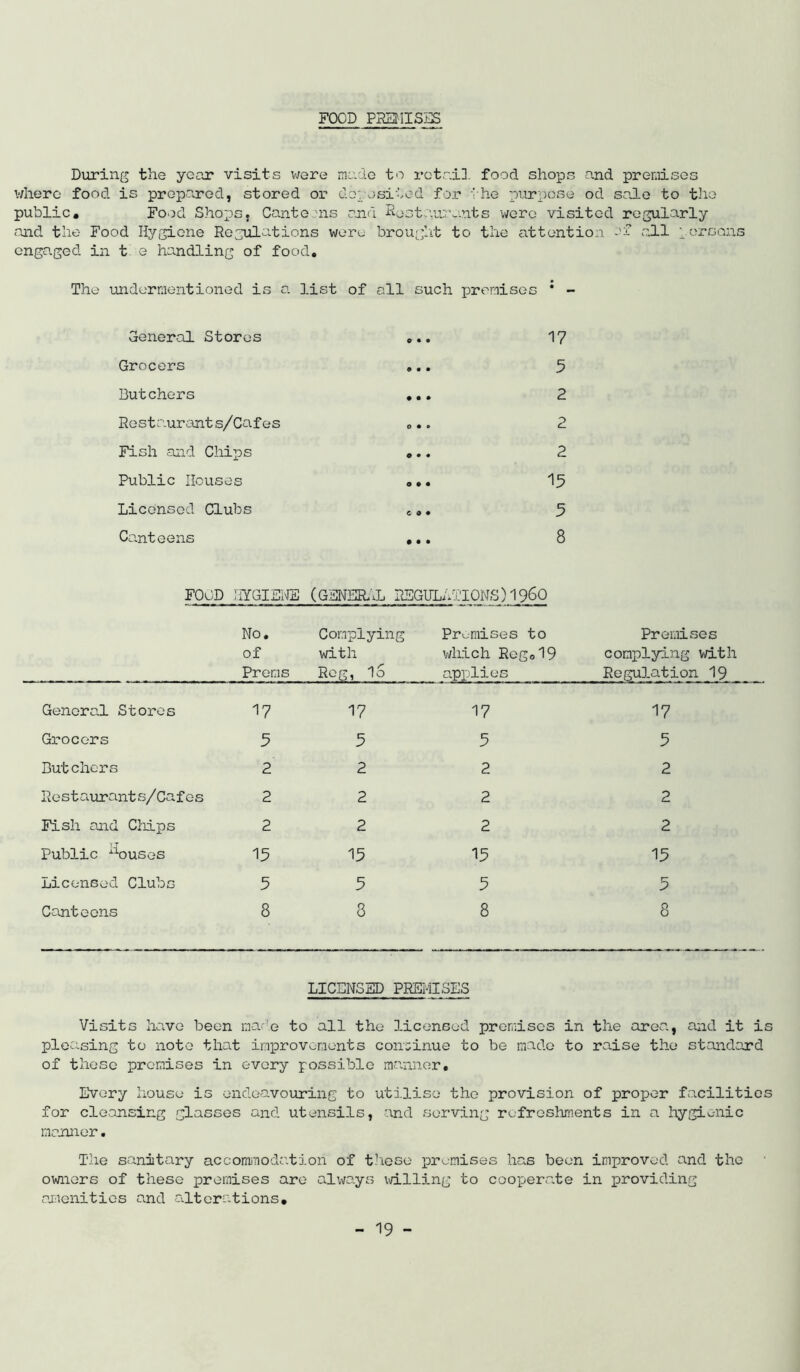 FOOD PREMISES
During the year visits were made to retail food shops and premises
where food is prepared, stored or deposited for the purpose od sale to the
public. Food Shops, Canteens and Restaurants were visited regularly
and the Food Hygiene Regulations were brought to the attention of all persons
engaged in t e handling of food.
The undermentioned is a list of all such premises : -
General Stores ... 17
Grocers ... 5
Butchers ... 2
Restaurants/Cafes ... 2
Fish and Chips ... 2
Public Houses ... 15
Licensed Clubs ... 5
Canteens ... 8
FOOD HYGIENE (GENERAL REGULATIONS)1960
No. Complying Premises to Premises
of with which Reg.19 complying with
Prems Reg, 16 applies Regulation 19
General Stores 17 17 17 17
Grocers 5 5 5 5
Butchers 2 2 2 2
Restaurants/Cafes 2 2 2 2
Fish and Chips 2 2 2 2
Public Houses 15 15 15 15
Licensed Clubs 5 5 5 5
Canteens 8 8 8 8
LICENSED PREMISES
Visits have been made to all the licensed premises in the area, and it is
pleasing to note that improvements continue to be made to raise the standard
of these premises in every possible manner.
Every house is endeavouring to utilise the provision of proper facilities
for cleansing glasses and utensils, and serving refreshments in a hygienic
manner.
The sanitary accommodation of these premises has been improved and the
owners of these premises are always willing to cooperate in providing
amenities and alterations.
- 19 -